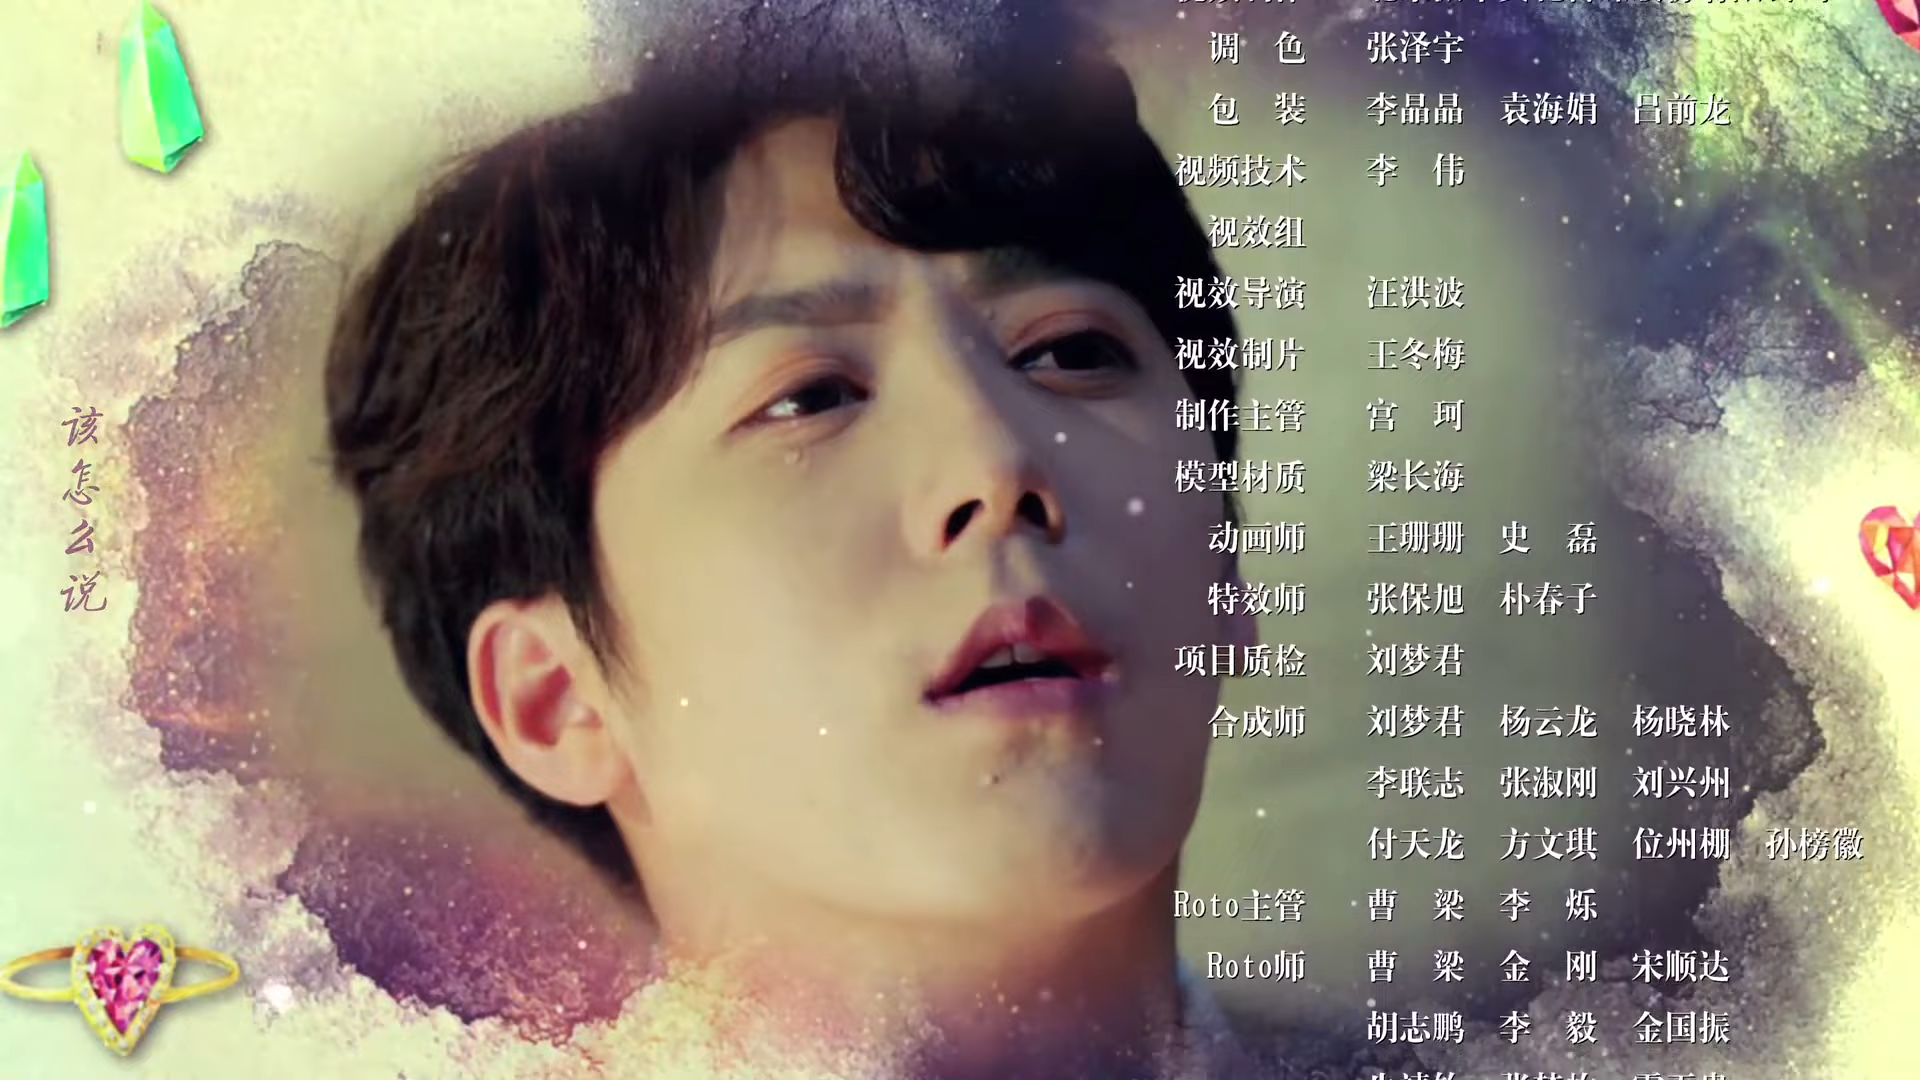 调 色 张泽宇
包 装 李晶晶 袁海娟 吕前龙
视频技术 李 伟
视效组
视效导演 汪洪波
视效制片 王冬梅
制作主管 宫 珂
模型材质 梁长海
动画师 王珊珊 史 磊
特效师 张保旭 朴春子
项目质检 刘梦君
合成师 刘梦君 杨云龙 杨晓林
李联志 张淑刚 刘兴州
付天龙 方文琪 位州棚 孙榜徽
Roto主管 曹 梁 李 烁
Roto师 曹 梁 金 刚 宋顺达
胡志鹏 李 毅 金国振
该怎么说